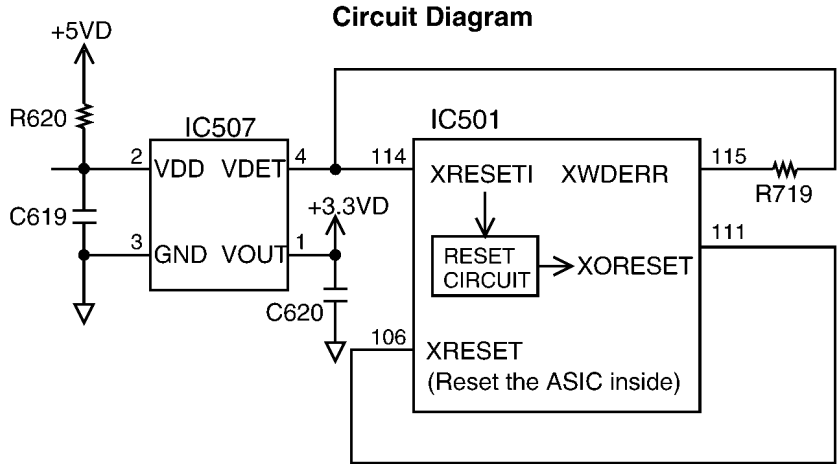 Circuit Diagram
+5VD
R620
IC507
IC501
2
VDD
VDET
4
114
XRESETI
XWDERR
115
R719
C619
+3.3VD
111
3
GND
VOUT
1
RESET
CIRCUIT
XORESET
C620
106
XRESET
(Reset the ASIC inside)